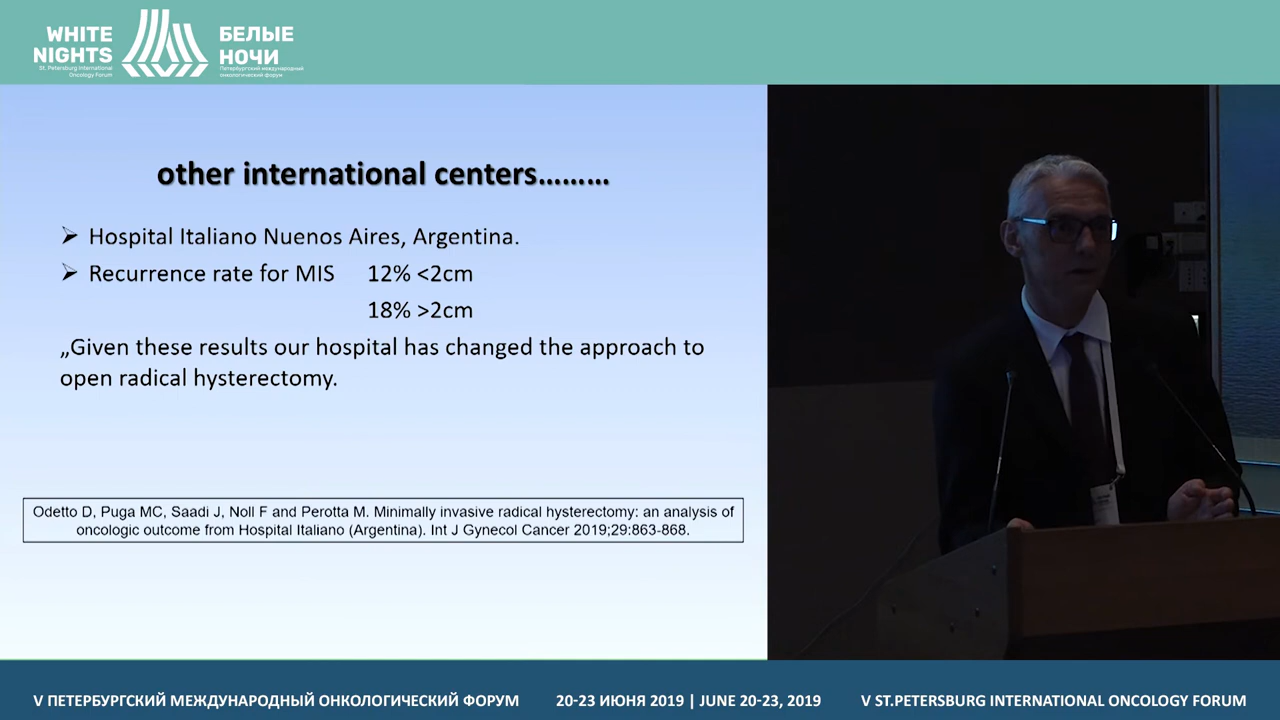 WHITE
NIGHTS
St. Petersburg International
Oncology Forum
БЕЛЫЕ
НОЧИ
Петербургский международный
онкологический форум
other international centers………
Hospital Italiano Nuenos Aires, Argentina.
Recurrence rate for MIS 12% <2cm
18% >2cm
„Given these results our hospital has changed the approach to
open radical hysterectomy.
Odetto D, Puga MC, Saadi J, Noll F and Perotta M. Minimally invasive radical hysterectomy: an analysis of
oncologic outcome from Hospital Italiano (Argentina). Int J Gynecol Cancer 2019;29:863-868.
V ПЕТЕРБУРГСКИЙ МЕЖДУНАРОДНЫЙ ОНКОЛОГИЧЕСКИЙ ФОРУМ 20-23 ИЮНЯ 2019 | JUNE 20-23, 2019 V ST.PETERSBURG INTERNATIONAL ONCOLOGY FORUM